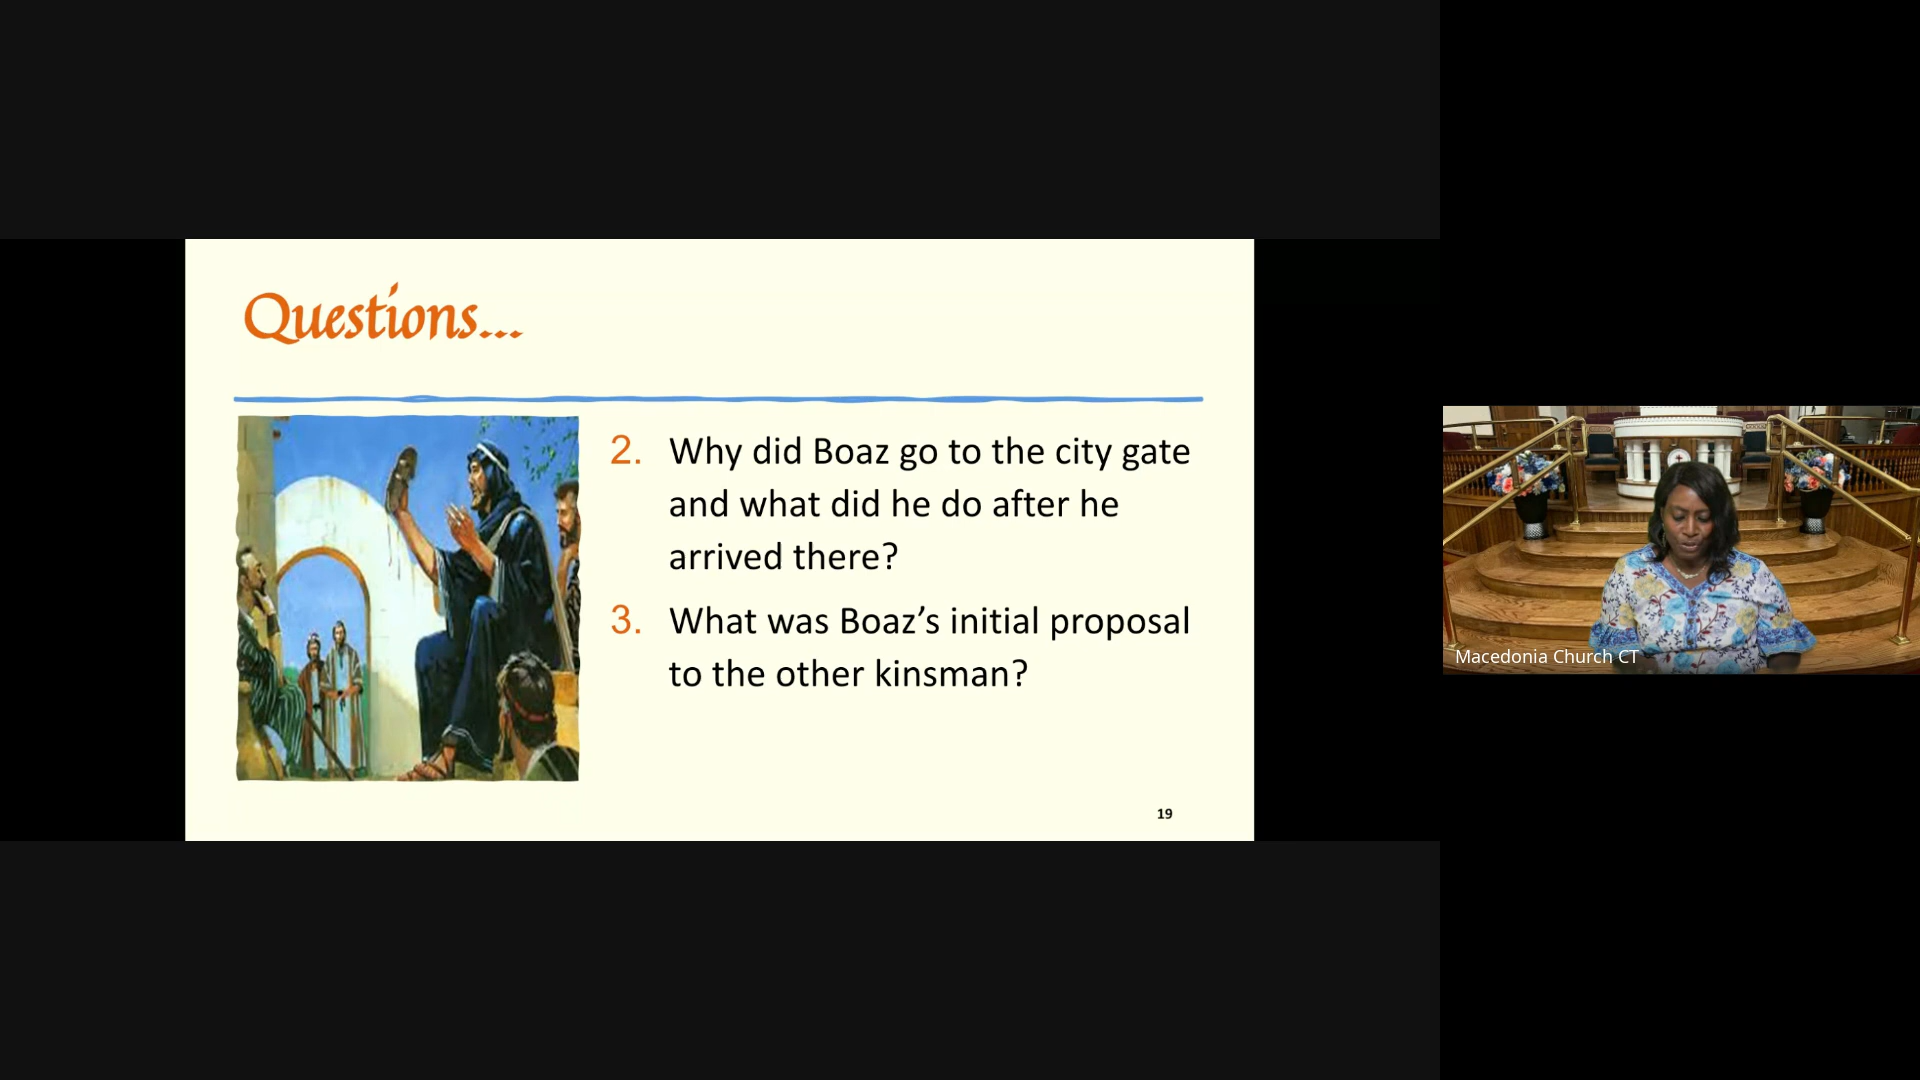 Questions...
2. Why did Boaz go to the city gate
and what did he do after he
arrived there?
3. What was Boaz’s initial proposal
to the other kinsman?
19
Macedonia Church CT